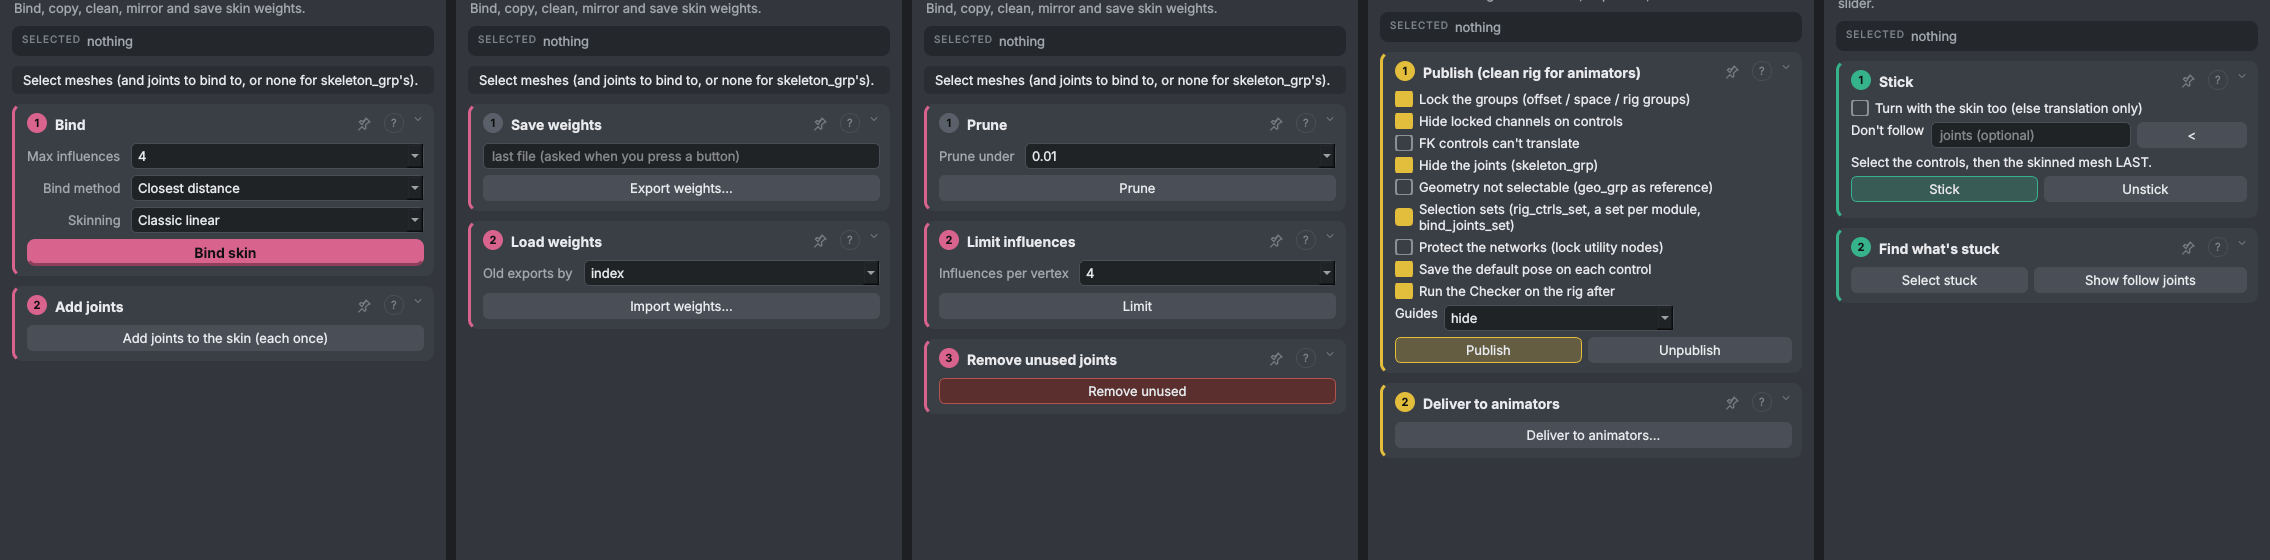 Bind, copy, clean, mirror and save skin weights.
SELECTED nothing
Select meshes (and joints to bind to, or none for skeleton_grp's).
1 Bind ?
Max influences 4
Bind method Closest distance
Skinning Classic linear
Bind skin
2 Add joints ?
Add joints to the skin (each once)
Bind, copy, clean, mirror and save skin weights.
SELECTED nothing
Select meshes (and joints to bind to, or none for skeleton_grp's).
1 Save weights ?
last file (asked when you press a button)
Export weights...
2 Load weights ?
Old exports by index
Import weights...
Bind, copy, clean, mirror and save skin weights.
SELECTED nothing
Select meshes (and joints to bind to, or none for skeleton_grp's).
1 Prune ?
Prune under 0.01
Prune
2 Limit influences ?
Influences per vertex 4
Limit
3 Remove unused joints ?
Remove unused
SELECTED nothing
1 Publish (clean rig for animators) ?
Lock the groups (offset / space / rig groups)
Hide locked channels on controls
FK controls can't translate
Hide the joints (skeleton_grp)
Geometry not selectable (geo_grp as reference)
Selection sets (rig_ctrls_set, a set per module,
bind_joints_set)
Protect the networks (lock utility nodes)
Save the default pose on each control
Run the Checker on the rig after
Guides hide
Publish Unpublish
2 Deliver to animators ?
Deliver to animators...
slider.
SELECTED nothing
1 Stick ?
Turn with the skin too (else translation only)
Don't follow joints (optional) <
Select the controls, then the skinned mesh LAST.
Stick Unstick
2 Find what's stuck ?
Select stuck Show follow joints